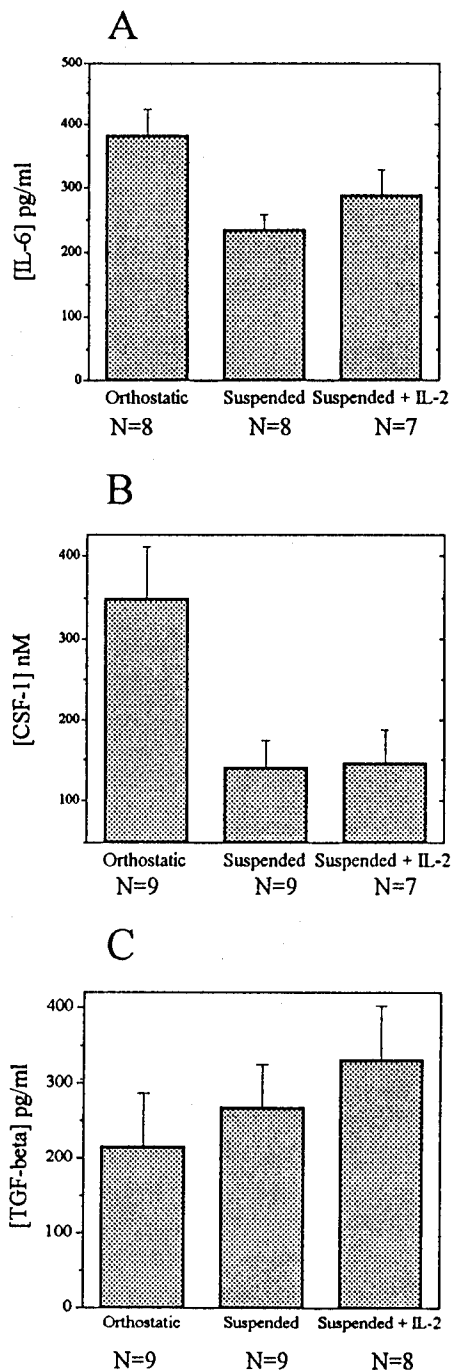 A
500
400
300
200
100
0
[IL-6] pg/ml
Orthostatic Suspended Suspended + IL-2
N=8 N=8 N=7
B
400
300
200
100
[CSF-1] nM
Orthostatic Suspended Suspended + IL-2
N=9 N=9 N=7
C
400
300
200
100
0
[TGF-beta] pg/ml
Orthostatic Suspended Suspended + IL-2
N=9 N=9 N=8